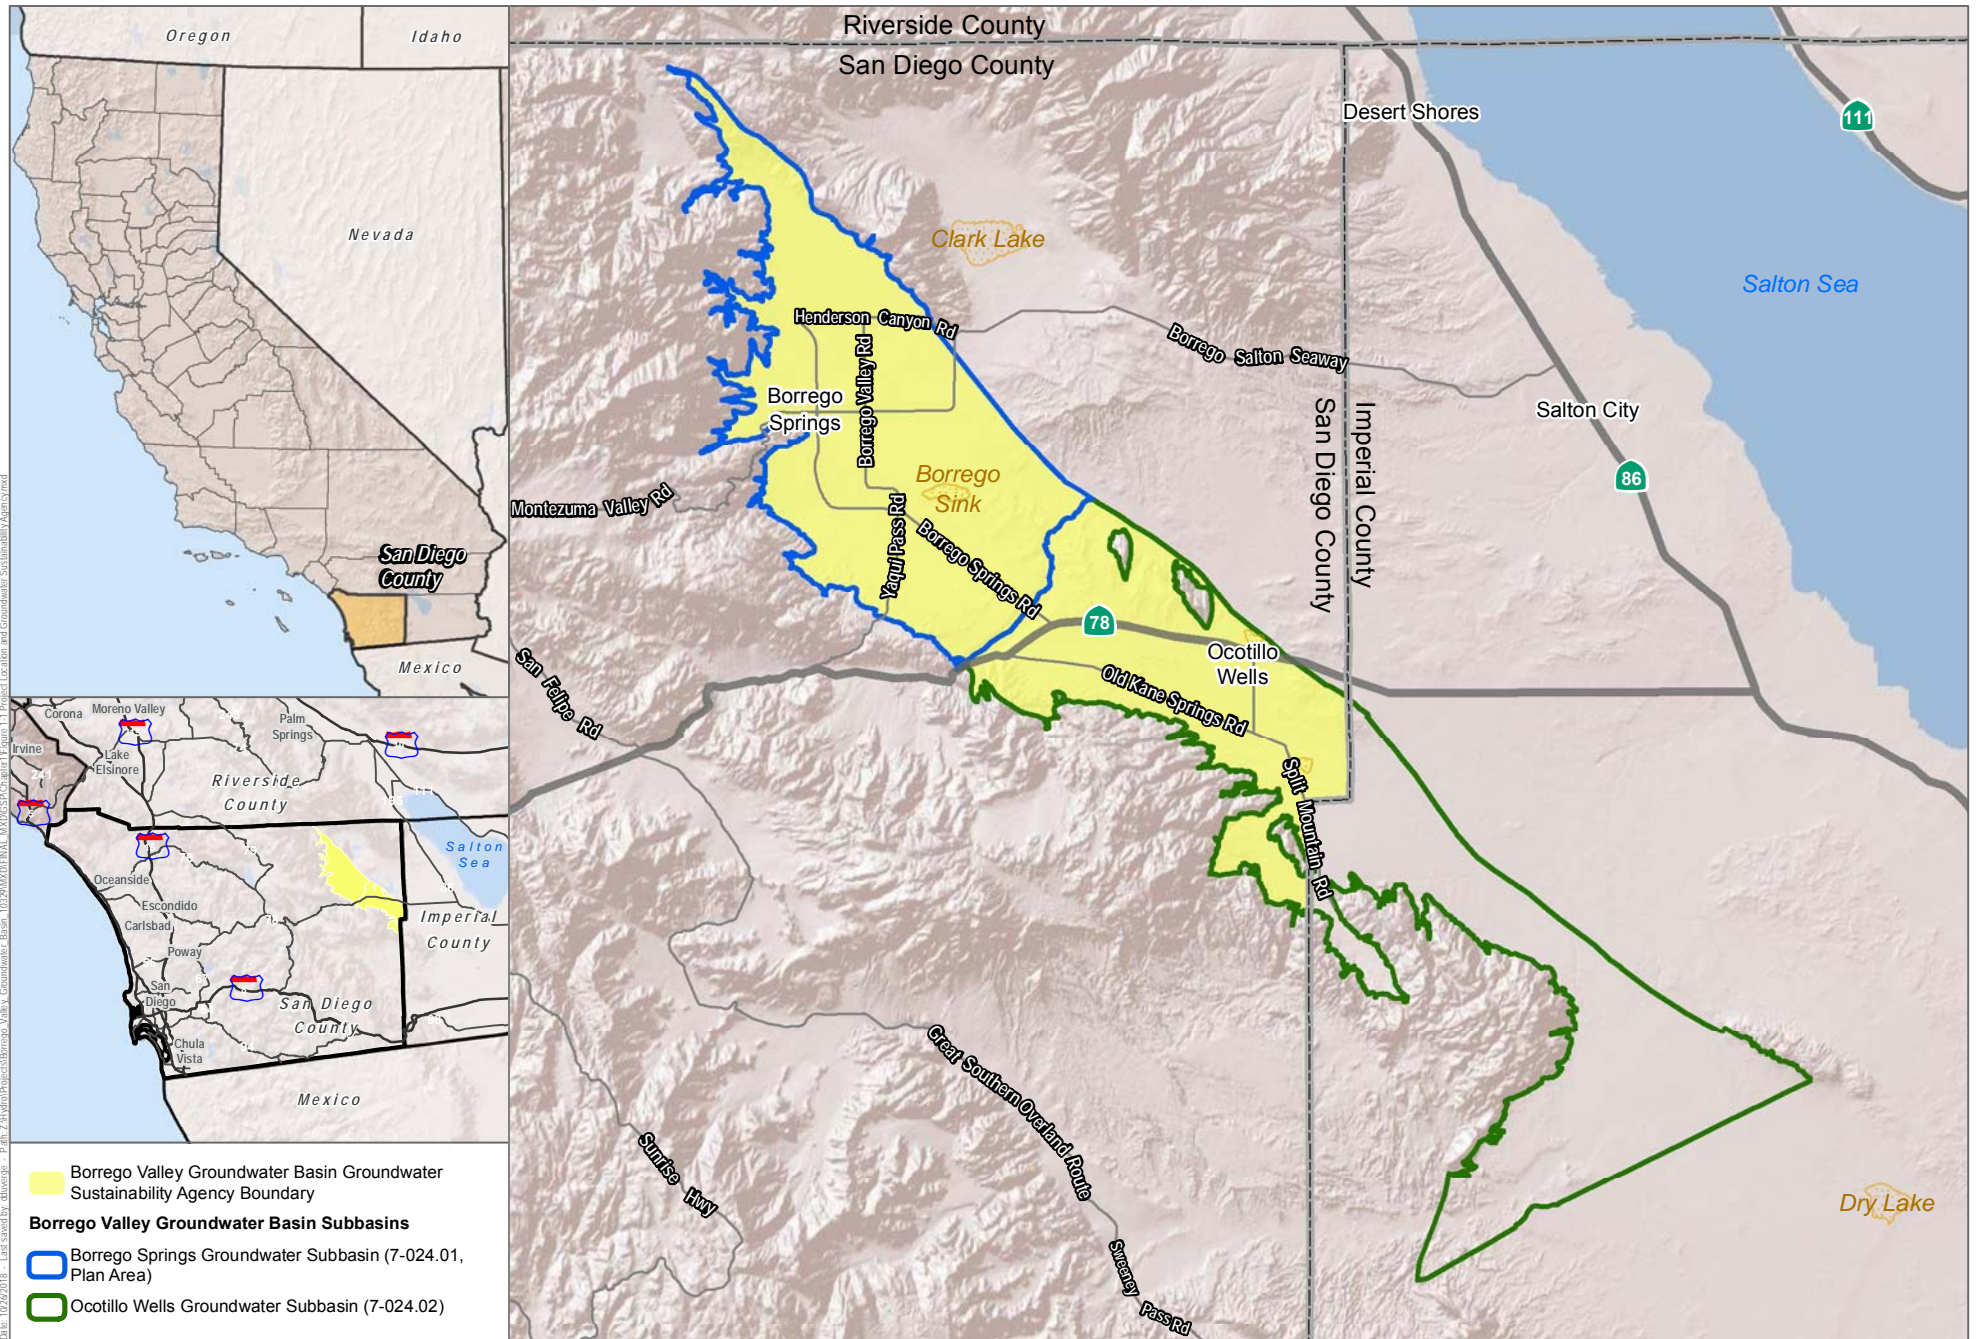 Oregon
Idaho
Nevada
San Diego
County
Mexico
Corona
Moreno Valley
Palm
Springs
Irvine
241
Lake
Elsinore
Riverside
County
Salton
Sea
Oceanside
Escondido
Carlsbad
Imperial
County
Poway
San
Diego
San Diego
County
Chula
Vista
Mexico
Borrego Valley Groundwater Basin Groundwater
Sustainability Agency Boundary
Borrego Valley Groundwater Basin Subbasins
Borrego Springs Groundwater Subbasin (7-024.01,
Plan Area)
Ocotillo Wells Groundwater Subbasin (7-024.02)
Riverside County
San Diego County
Desert Shores
111
Clark Lake
Salton Sea
Henderson Canyon Rd
Borrego Salton Seaway
Borrego Valley Rd
Borrego
Springs
Salton City
San Diego County
Imperial County
Borrego
Sink
86
Montezuma Valley Rd
Yaqui Pass Rd
Borrego Springs Rd
78
Ocotillo
Wells
San Felipe Rd
Old Kane Springs Rd
Split Mountain Rd
Great Southern Overland Route
Sunrise Hwy
Sweeney Pass Rd
Dry Lake